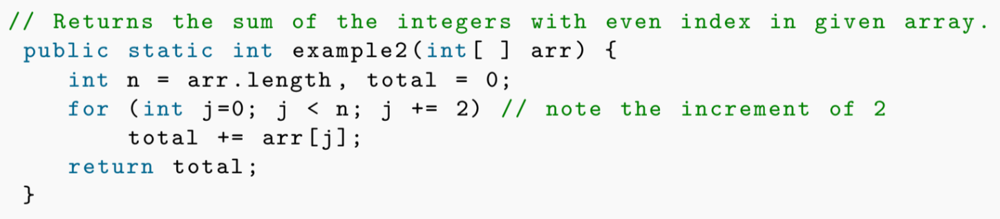 // Returns the sum of the integers with even index in given array.
public static int example2(int[ ] arr) {
int n = arr.length, total = 0;
for (int j=0; j < n; j += 2) // note the increment of 2
total += arr[j];
return total;
}